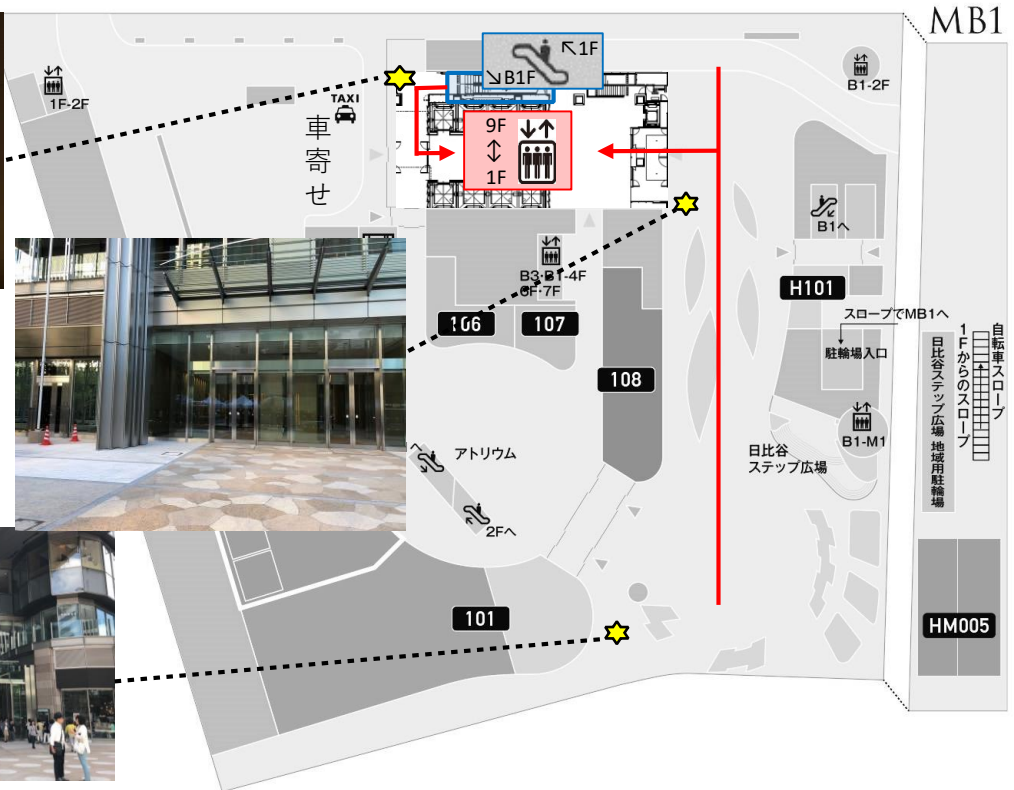 MB1
1F-2F
TAXI
車寄せ
↖1F
↘B1F
9F
↕
1F
B1-2F
B1へ
B3・B1-4F
6F・7F
106
107
108
H101
スロープでMB1へ
駐輪場入口
B1-M1
日比谷
ステップ広場
アトリウム
2Fへ
101
日比谷ステップ広場 地域用駐輪場
1Fからのスロープ
自転車スロープ
HM005